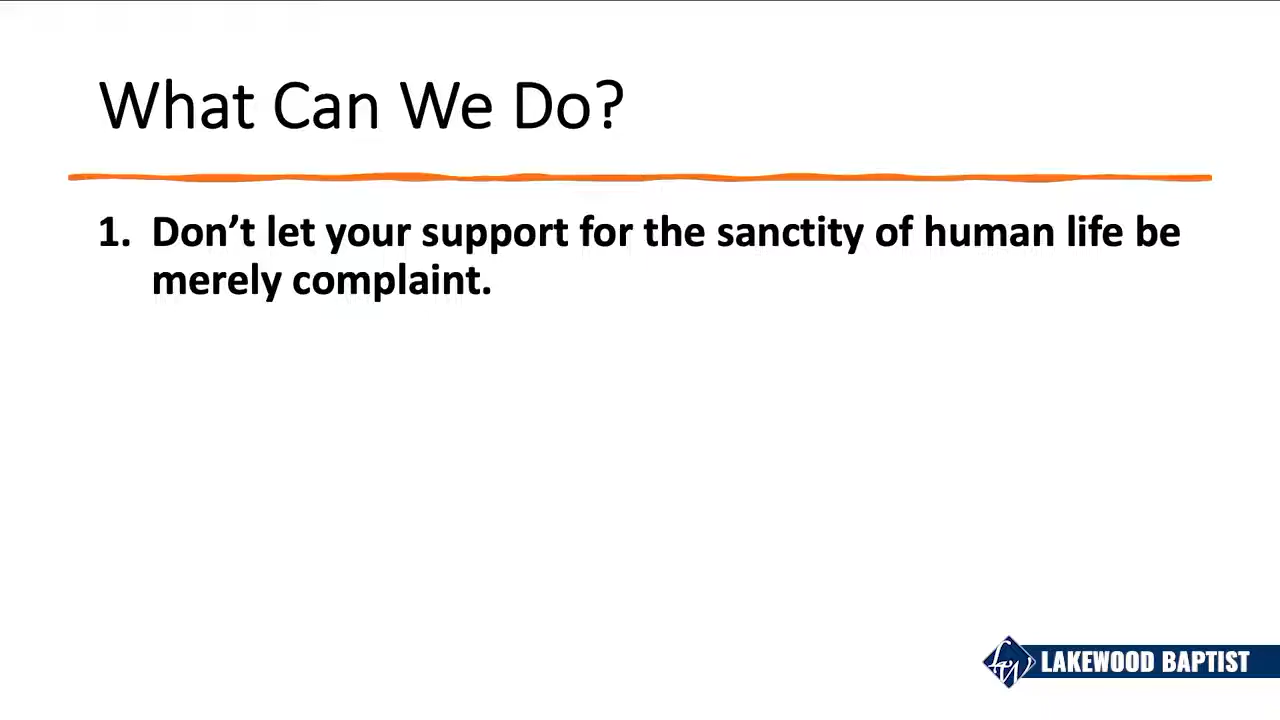 What Can We Do?
1. Don’t let your support for the sanctity of human life be
merely complaint.
LAKEWOOD BAPTIST